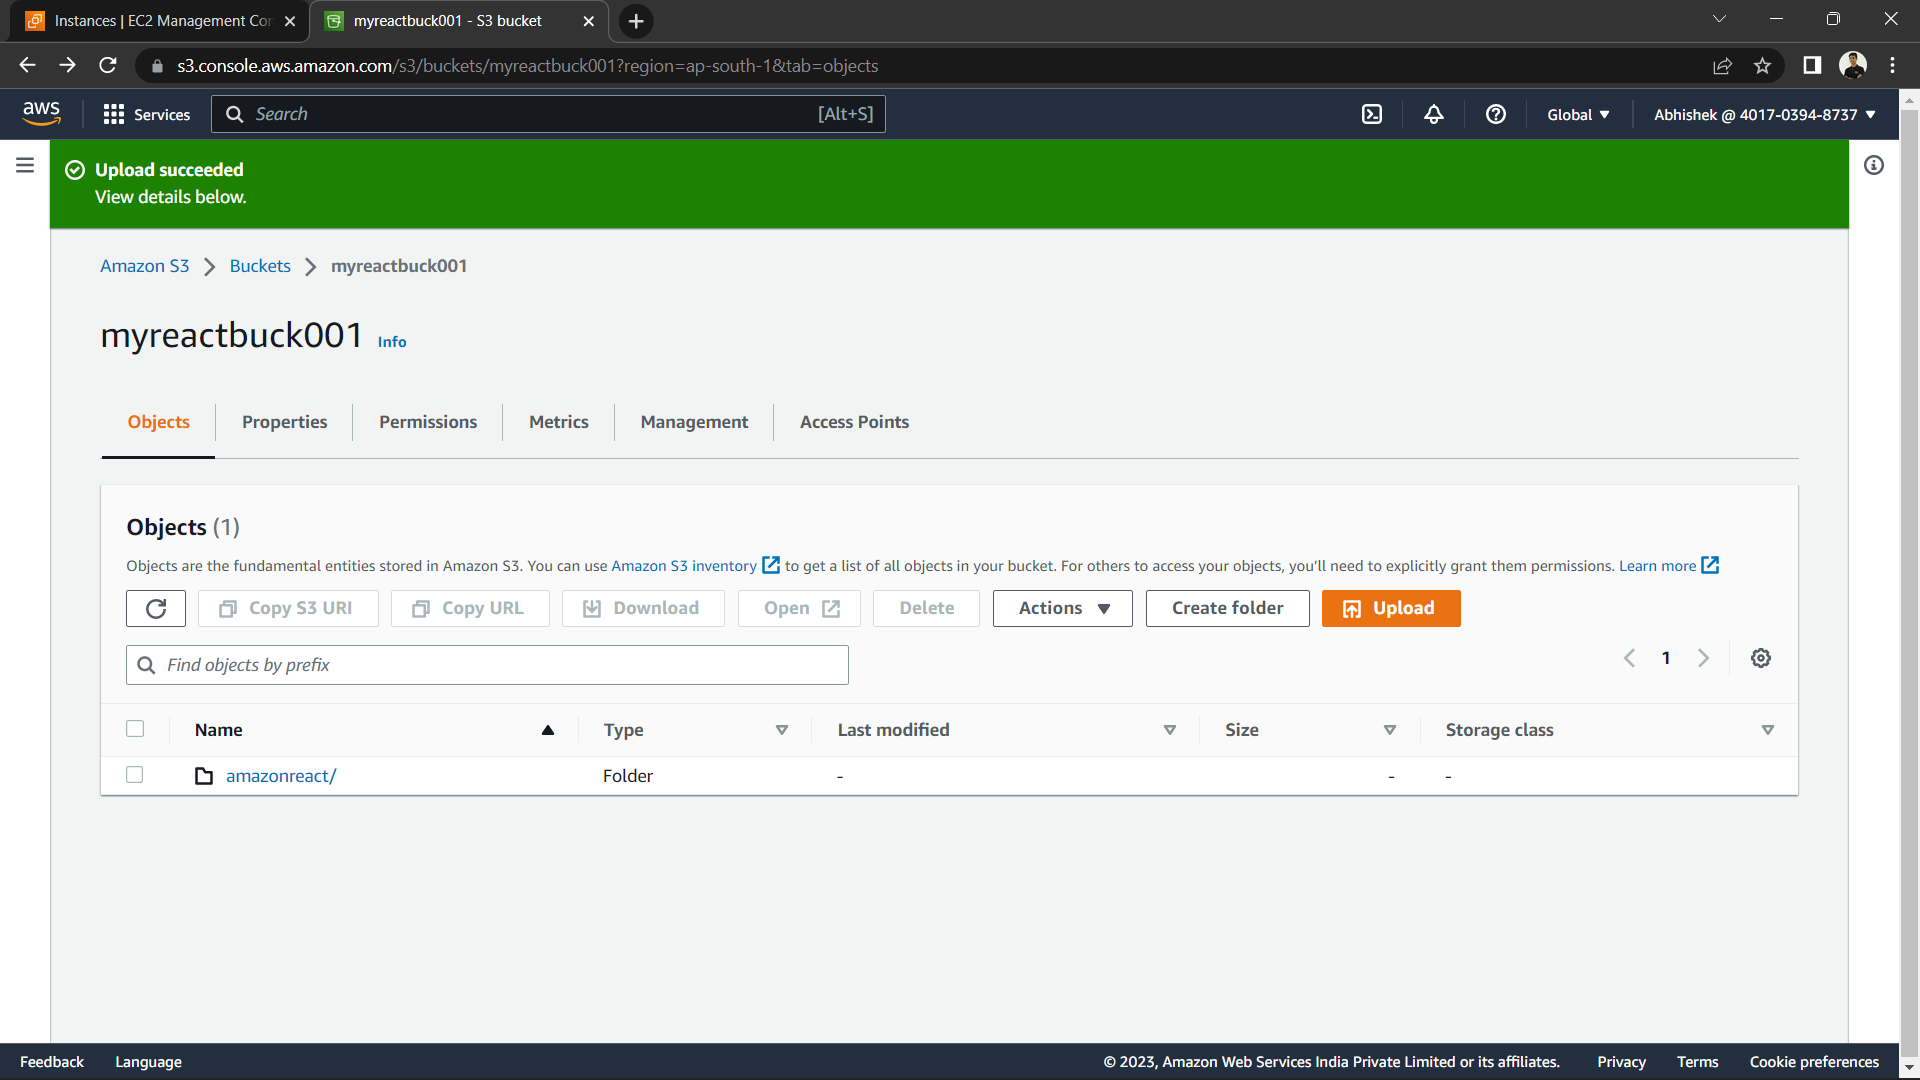 Instances | EC2 Management Con
myreactbuck001 - S3 bucket
s3.console.aws.amazon.com/s3/buckets/myreactbuck001?region=ap-south-1&tab=objects
aws
Services
Search
[Alt+S]
Global
Abhishek @ 4017-0394-8737
Upload succeeded
View details below.
Amazon S3
Buckets
myreactbuck001
myreactbuck001 Info
Objects
Properties
Permissions
Metrics
Management
Access Points
Objects (1)
Objects are the fundamental entities stored in Amazon S3. You can use Amazon S3 inventory to get a list of all objects in your bucket. For others to access your objects, you'll need to explicitly grant them permissions. Learn more
Copy S3 URI
Copy URL
Download
Open
Delete
Actions
Create folder
Upload
Find objects by prefix
1
Name
Type
Last modified
Size
Storage class
amazonreact/
Folder
-
-
-
Feedback
Language
© 2023, Amazon Web Services India Private Limited or its affiliates.
Privacy
Terms
Cookie preferences